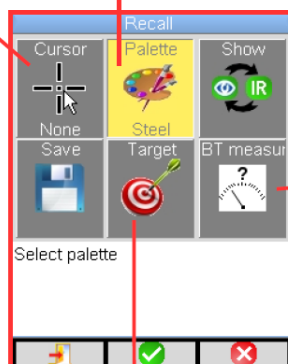 Recall
Cursor Palette Show
IR
None Steel
Save Target BT measur
?
Select palette